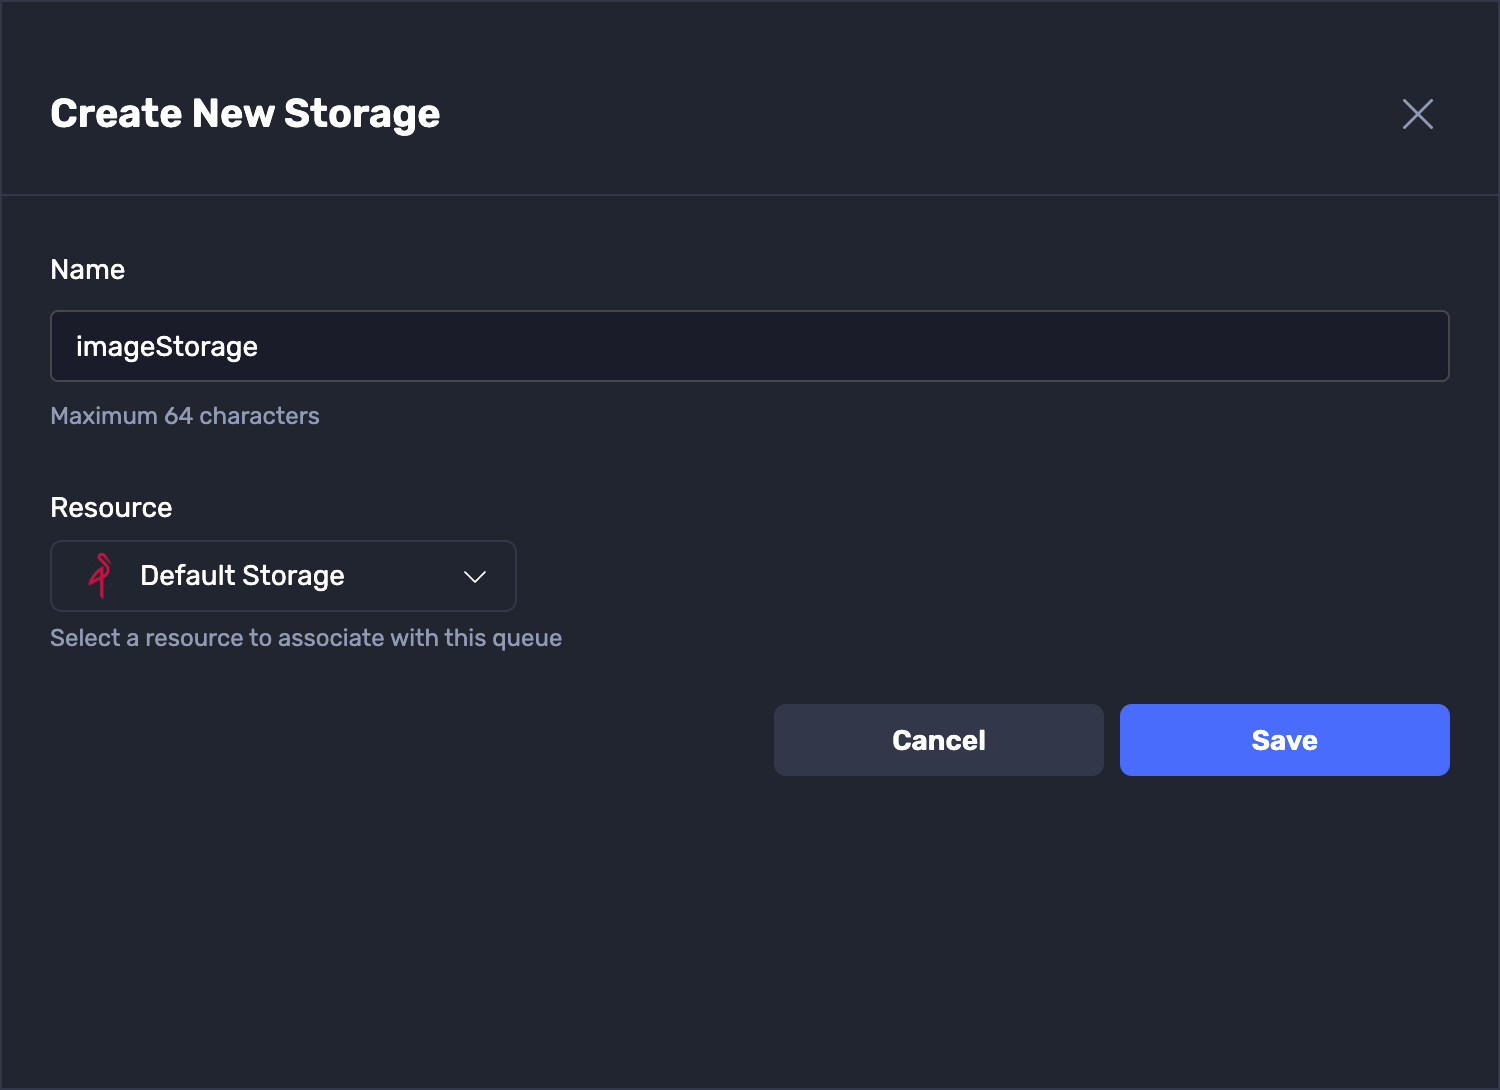 Create New Storage
Name
imageStorage
Maximum 64 characters
Resource
Default Storage
Select a resource to associate with this queue
Cancel Save